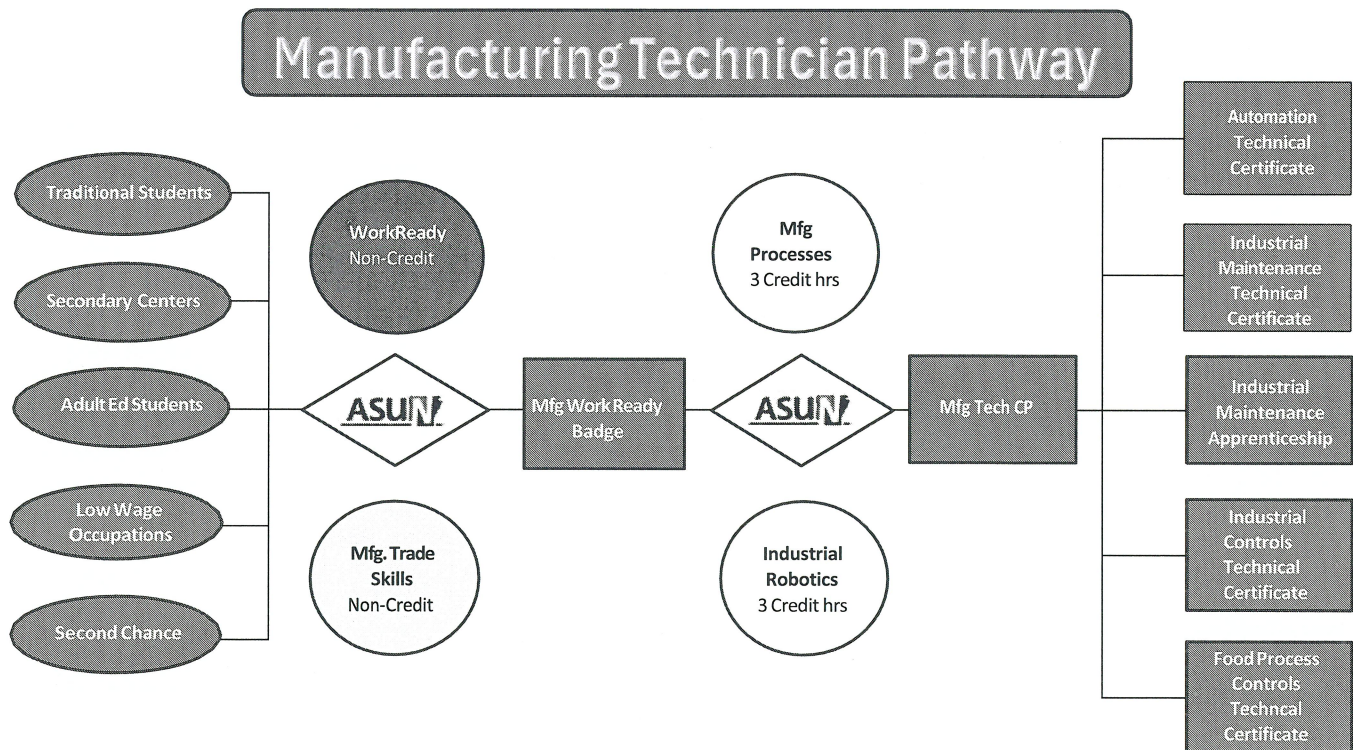 Manufacturing Technician Pathway
Traditional Students
Secondary Centers
Adult Ed Students
Low Wage
Occupations
Second Chance
WorkReady
Non-Credit
ASUN
Mfg. Trade
Skills
Non-Credit
Mfg Work Ready
Badge
Mfg
Processes
3 Credit hrs
ASUN
Industrial
Robotics
3 Credit hrs
Mfg Tech CP
Automation
Technical
Certificate
Industrial
Maintenance
Technical
Certificate
Industrial
Maintenance
Apprenticeship
Industrial
Controls
Technical
Certificate
Food Process
Controls
Techncal
Certificate